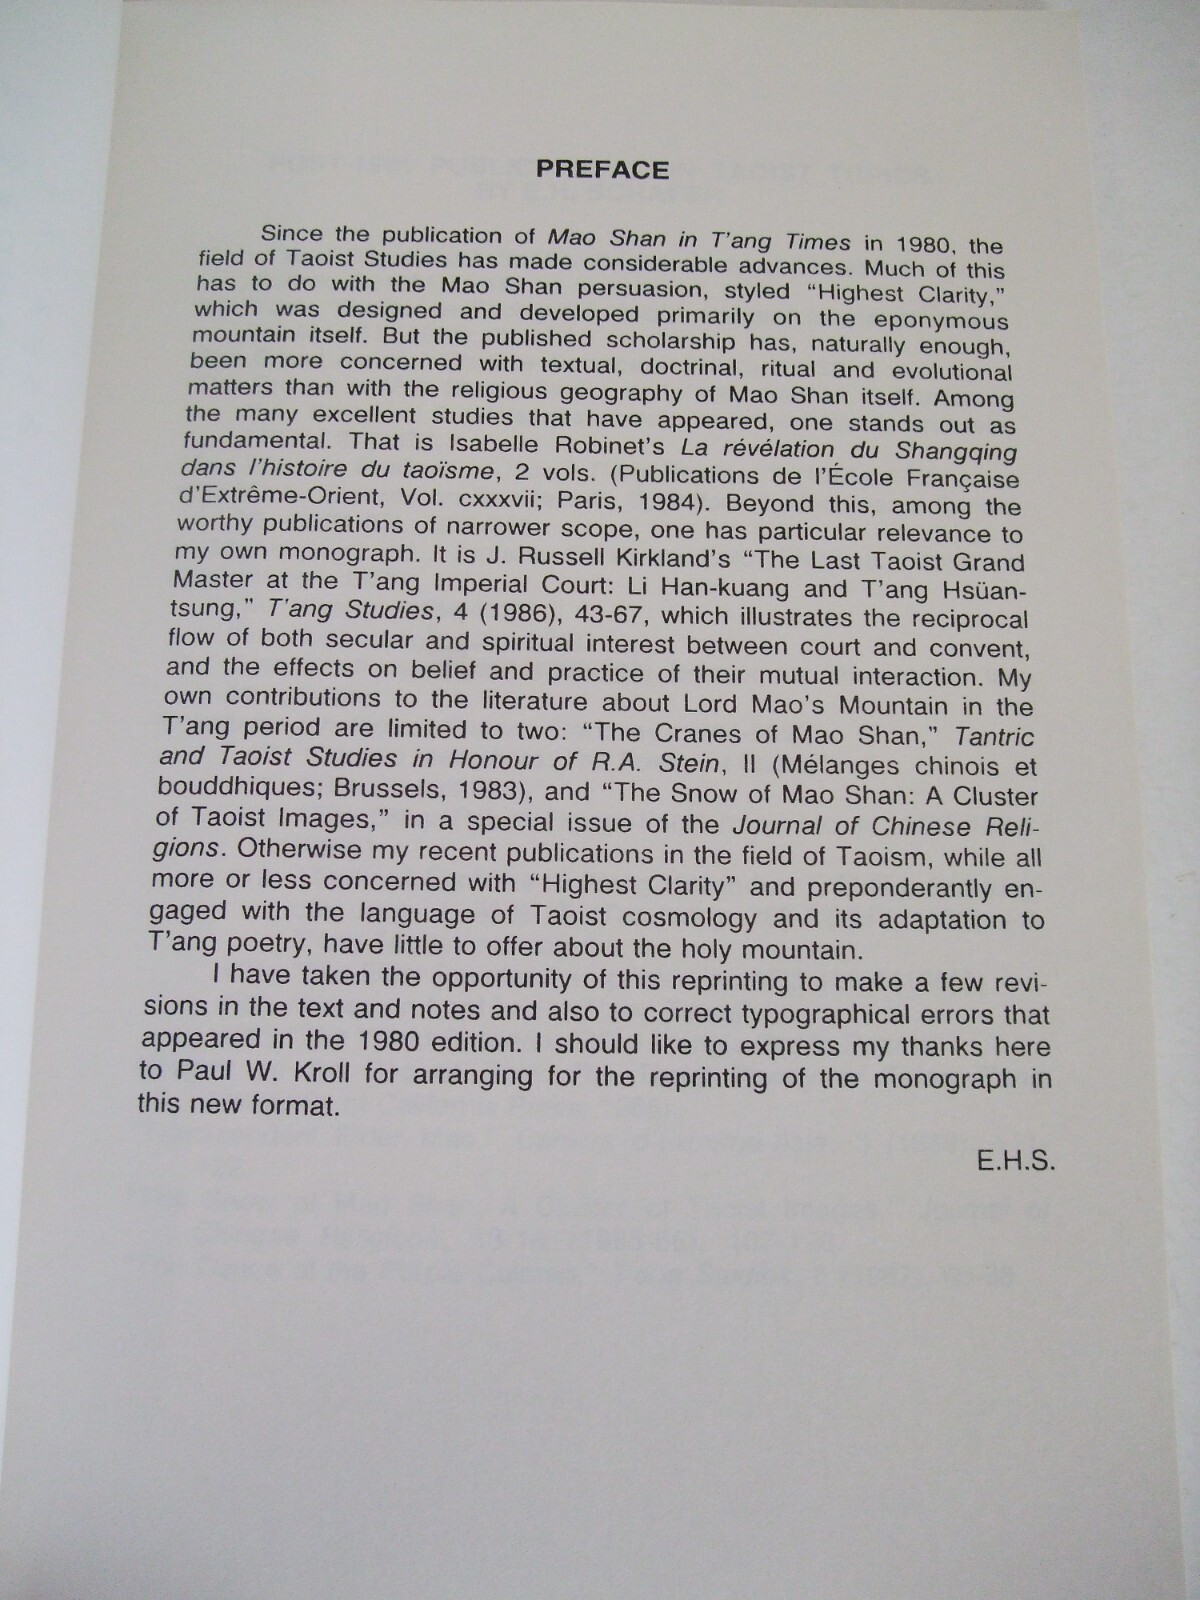 PREFACE
Since the publication of Mao Shan in T'ang Times in 1980, the
field of Taoist Studies has made considerable advances. Much of this
has to do with the Mao Shan persuasion, styled “Highest Clarity,”
which was designed and developed primarily on the eponymous
mountain itself. But the published scholarship has, naturally enough,
been more concerned with textual, doctrinal, ritual and evolutional
matters than with the religious geography of Mao Shan itself. Among
the many excellent studies that have appeared, one stands out as
fundamental. That is Isabelle Robinet's La révélation du Shangqing
dans l'histoire du taoïsme, 2 vols. (Publications de l'École Française
d'Extrême-Orient, Vol. cxxxvii; Paris, 1984). Beyond this, among the
worthy publications of narrower scope, one has particular relevance to
my own monograph. It is J. Russell Kirkland's “The Last Taoist Grand
Master at the T'ang Imperial Court: Li Han-kuang and T'ang Hsüan-
tsung,” T'ang Studies, 4 (1986), 43-67, which illustrates the reciprocal
flow of both secular and spiritual interest between court and convent,
and the effects on belief and practice of their mutual interaction. My
own contributions to the literature about Lord Mao's Mountain in the
T'ang period are limited to two: “The Cranes of Mao Shan,” Tantric
and Taoist Studies in Honour of R.A. Stein, II (Mélanges chinois et
bouddhiques; Brussels, 1983), and “The Snow of Mao Shan: A Cluster
of Taoist Images,” in a special issue of the Journal of Chinese Reli-
gions. Otherwise my recent publications in the field of Taoism, while all
more or less concerned with “Highest Clarity” and preponderantly en-
gaged with the language of Taoist cosmology and its adaptation to
T'ang poetry, have little to offer about the holy mountain.
I have taken the opportunity of this reprinting to make a few revi-
sions in the text and notes and also to correct typographical errors that
appeared in the 1980 edition. I should like to express my thanks here
to Paul W. Kroll for arranging for the reprinting of the monograph in
this new format.
E.H.S.